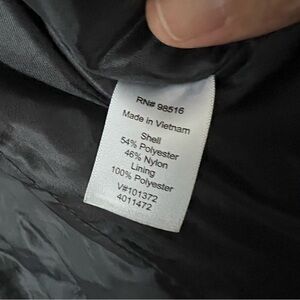 RN# 98516
Made in Vietnam
Shell
54% Polyester
46% Nylon
Lining
100% Polyester
V#101372
4011472